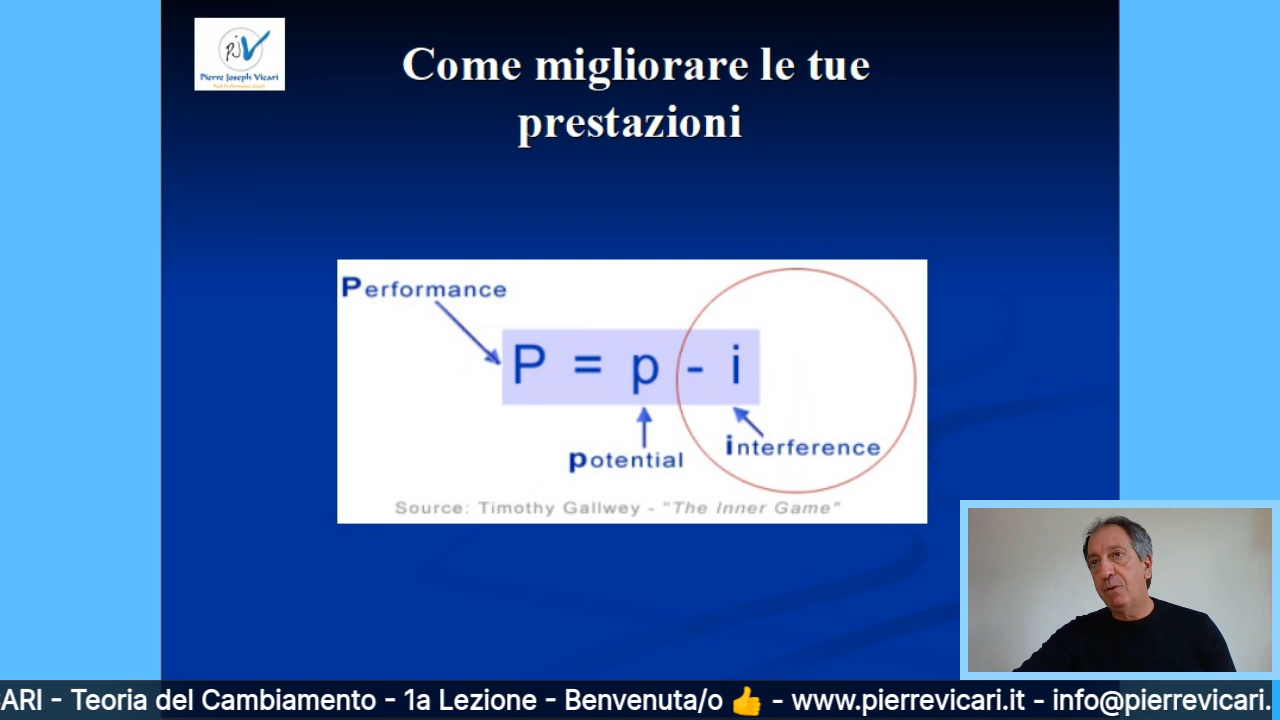 Pierre Joseph Vicari
Come migliorare le tue
prestazioni
Performance
P = p - i
potential
interference
Source: Timothy Gallwey - "The Inner Game"
CARI - Teoria del Cambiamento - 1a Lezione - Benvenuta/o 👍 - www.pierrevicari.it - info@pierrevicari.